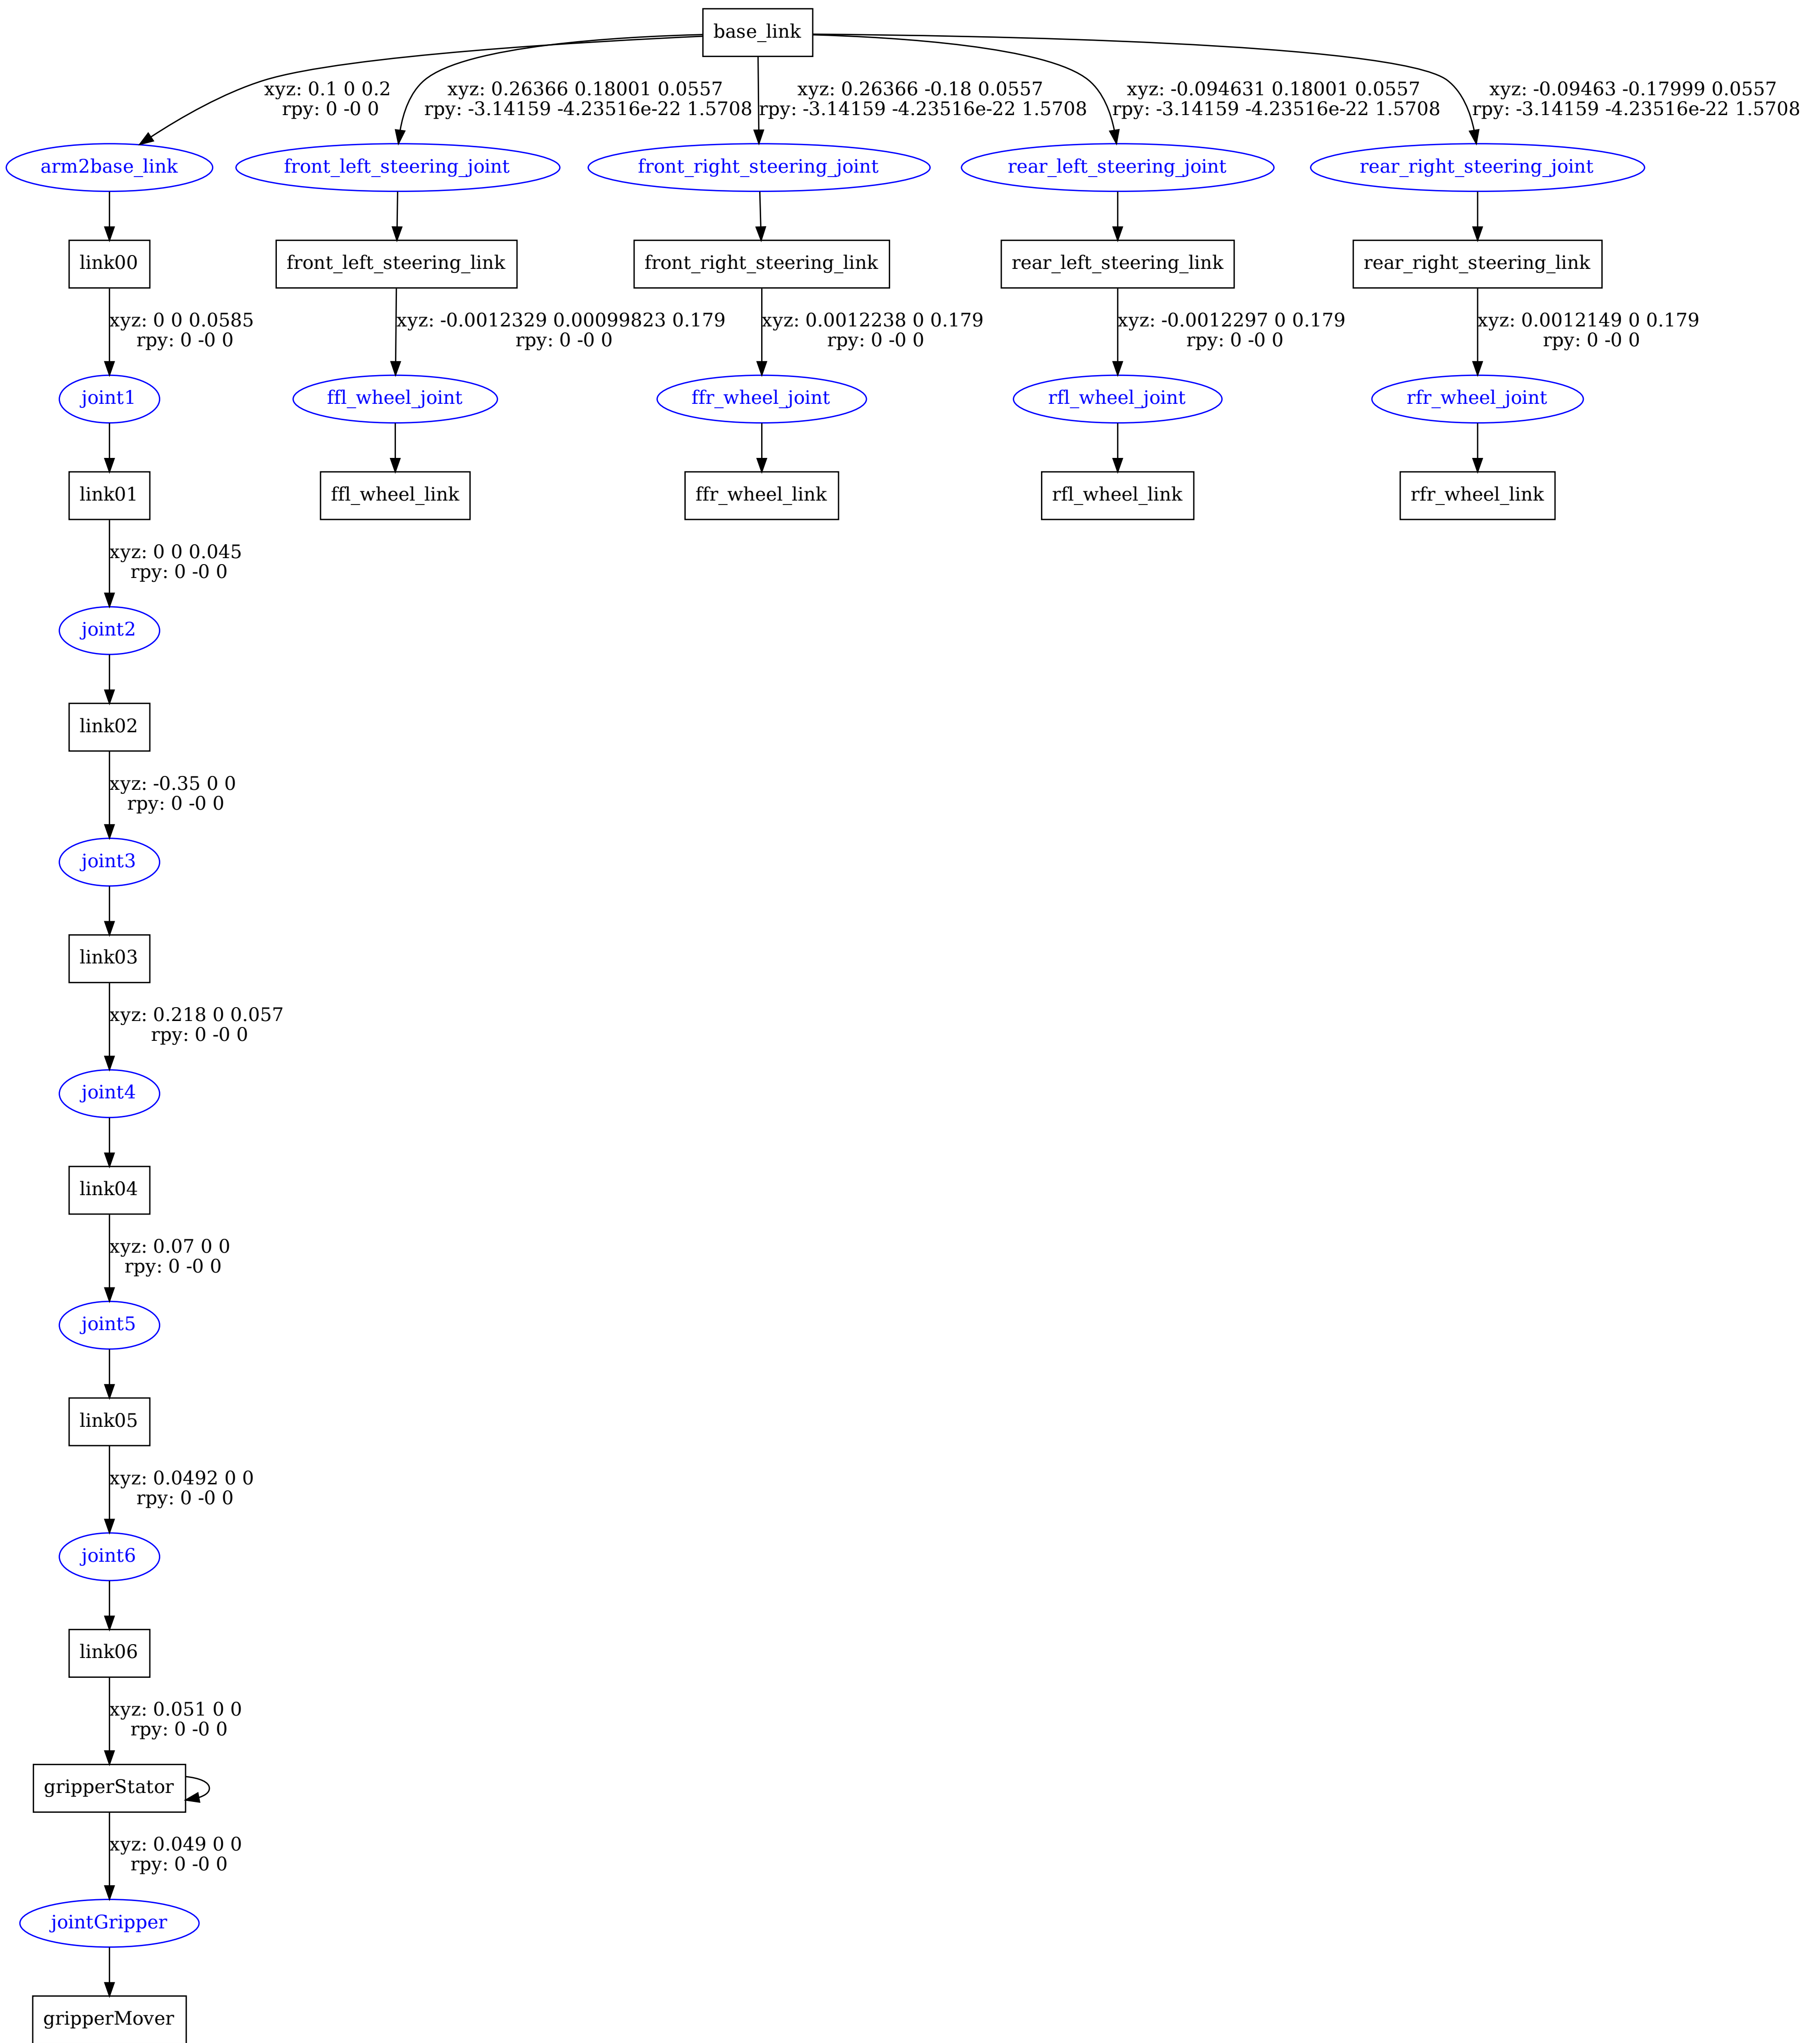 base_link
xyz: 0.1 0 0.2
rpy: 0 -0 0
xyz: 0.26366 0.18001 0.0557
rpy: -3.14159 -4.23516e-22 1.5708
xyz: 0.26366 -0.18 0.0557
rpy: -3.14159 -4.23516e-22 1.5708
xyz: -0.094631 0.18001 0.0557
rpy: -3.14159 -4.23516e-22 1.5708
xyz: -0.09463 -0.17999 0.0557
rpy: -3.14159 -4.23516e-22 1.5708
arm2base_link
front_left_steering_joint
front_right_steering_joint
rear_left_steering_joint
rear_right_steering_joint
link00
front_left_steering_link
front_right_steering_link
rear_left_steering_link
rear_right_steering_link
xyz: 0 0 0.0585
rpy: 0 -0 0
xyz: -0.0012329 0.00099823 0.179
rpy: 0 -0 0
xyz: 0.0012238 0 0.179
rpy: 0 -0 0
xyz: -0.0012297 0 0.179
rpy: 0 -0 0
xyz: 0.0012149 0 0.179
rpy: 0 -0 0
joint1
ffl_wheel_joint
ffr_wheel_joint
rfl_wheel_joint
rfr_wheel_joint
link01
ffl_wheel_link
ffr_wheel_link
rfl_wheel_link
rfr_wheel_link
xyz: 0 0 0.045
rpy: 0 -0 0
joint2
link02
xyz: -0.35 0 0
rpy: 0 -0 0
joint3
link03
xyz: 0.218 0 0.057
rpy: 0 -0 0
joint4
link04
xyz: 0.07 0 0
rpy: 0 -0 0
joint5
link05
xyz: 0.0492 0 0
rpy: 0 -0 0
joint6
link06
xyz: 0.051 0 0
rpy: 0 -0 0
gripperStator
xyz: 0.049 0 0
rpy: 0 -0 0
jointGripper
gripperMover